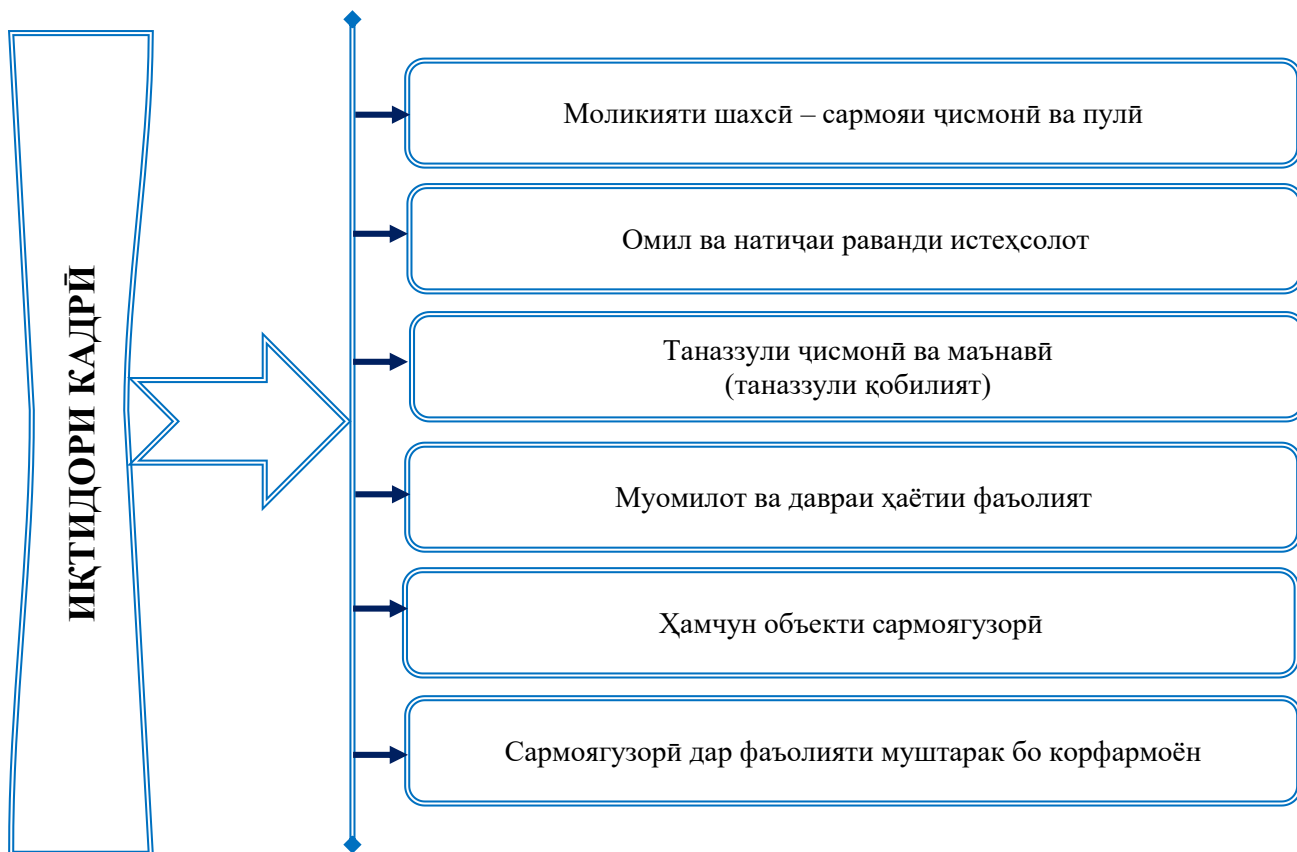 ИҚТИДОРИ КАДРӢ
Моликияти шахсӣ – сармояи ҷисмонӣ ва пулӣ
Омил ва натиҷаи раванди истеҳсолот
Таназзули ҷисмонӣ ва маънавӣ
(таназзули қобилият)
Муомилот ва давраи ҳаётии фаъолият
Ҳамчун объекти сармоягузорӣ
Сармоягузорӣ дар фаъолияти муштарак бо корфармоён